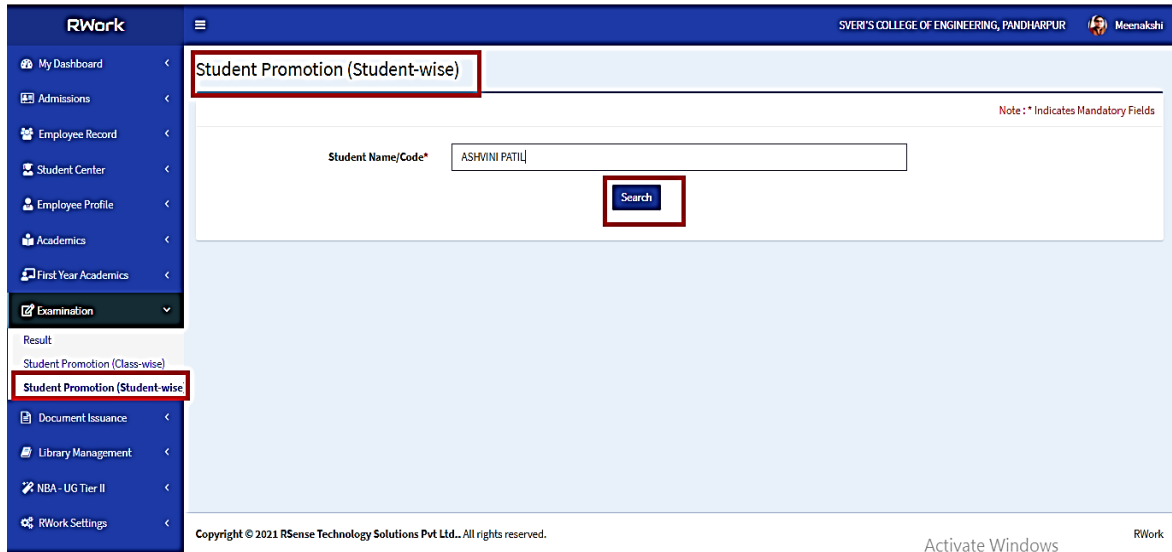 RWork
SVERI'S COLLEGE OF ENGINEERING, PANDHARPUR
Meenakshi
My Dashboard
Admissions
Employee Record
Student Center
Employee Profile
Academics
First Year Academics
Examination
Result
Student Promotion (Class-wise)
Student Promotion (Student-wise
Document Issuance
Library Management
NBA - UG Tier II
RWork Settings
Student Promotion (Student-wise)
Note : * Indicates Mandatory Fields
Student Name/Code* ASHVINI PATIL
Search
Copyright © 2021 RSense Technology Solutions Pvt Ltd.. All rights reserved.
RWork
Activate Windows